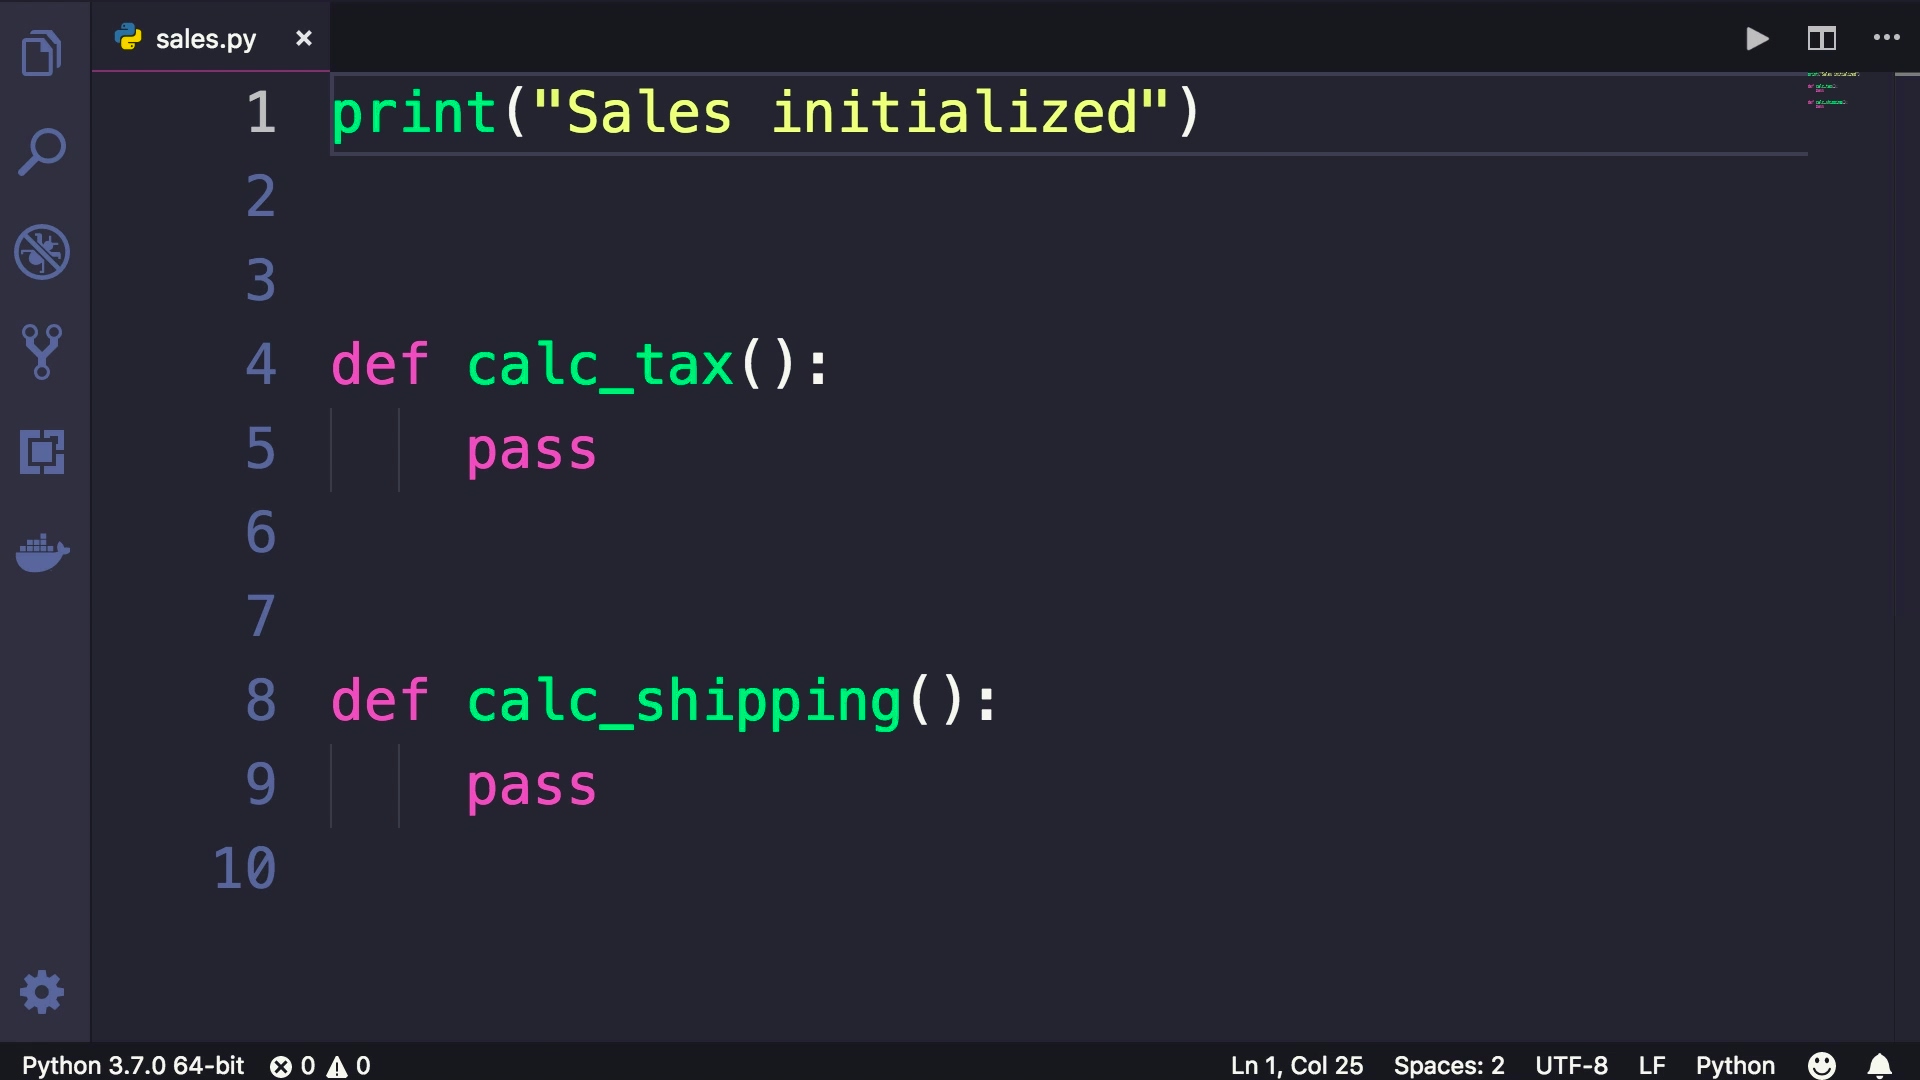 sales.py ×
1 print("Sales initialized")
2
3
4 def calc_tax():
5     pass
6
7
8 def calc_shipping():
9     pass
10
Python 3.7.0 64-bit 0 0 Ln 1, Col 25 Spaces: 2 UTF-8 LF Python